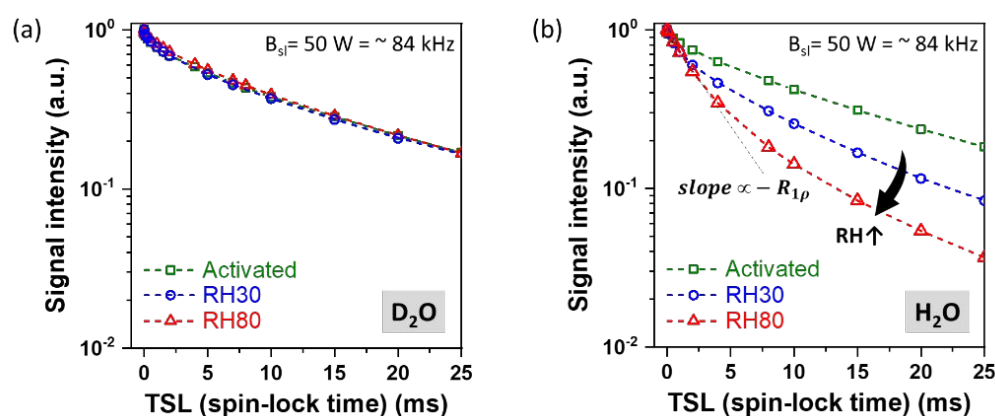 (a)
B_sl= 50 W = ~ 84 kHz
Signal intensity (a.u.)
10⁰
10⁻¹
10⁻²
Activated
RH30
RH80
D₂O
0 5 10 15 20 25
TSL (spin-lock time) (ms)
(b)
B_sl= 50 W = ~ 84 kHz
Signal intensity (a.u.)
10⁰
10⁻¹
10⁻²
slope ∝ − R₁ρ
RH↑
Activated
RH30
RH80
H₂O
0 5 10 15 20 25
TSL (spin-lock time) (ms)